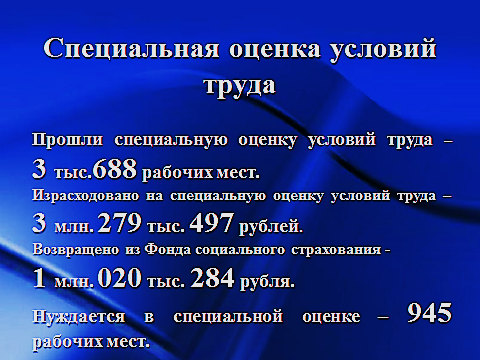 Специальная оценка условий
труда
Прошли специальную оценку условий труда –
3 тыс.688 рабочих мест.
Израсходовано на специальную оценку условий труда –
3 млн. 279 тыс. 497 рублей.
Возвращено из Фонда социального страхования -
1 млн. 020 тыс. 284 рубля.
Нуждается в специальной оценке – 945
рабочих мест.